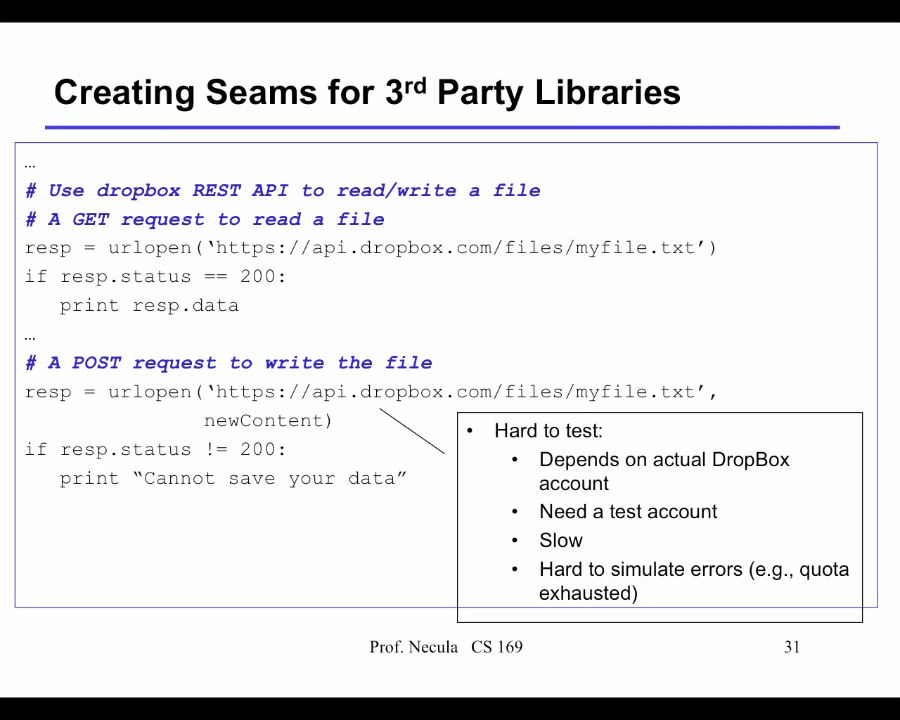 Creating Seams for 3rd Party Libraries
…
# Use dropbox REST API to read/write a file
# A GET request to read a file
resp = urlopen(‘https://api.dropbox.com/files/myfile.txt’)
if resp.status == 200:
print resp.data
…
# A POST request to write the file
resp = urlopen(‘https://api.dropbox.com/files/myfile.txt’,
newContent)
if resp.status != 200:
print “Cannot save your data”
• Hard to test:
• Depends on actual DropBox
account
• Need a test account
• Slow
• Hard to simulate errors (e.g., quota
exhausted)
Prof. Necula CS 169
31